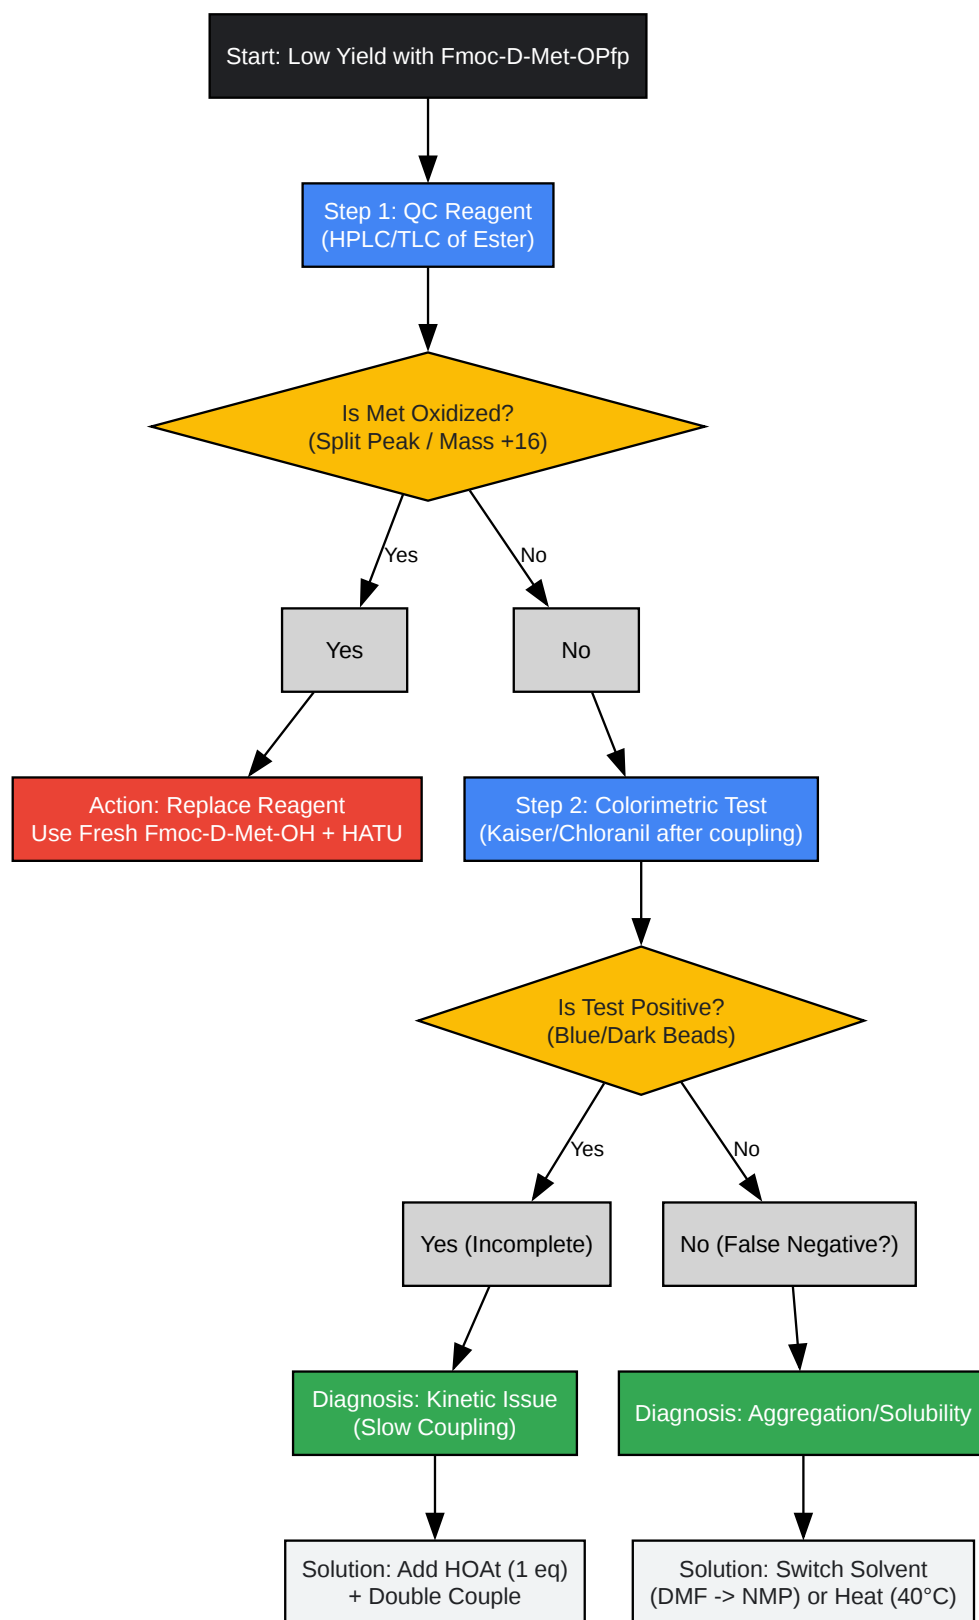 Start: Low Yield with Fmoc-D-Met-OPfp
Step 1: QC Reagent
(HPLC/TLC of Ester)
Is Met Oxidized?
(Split Peak / Mass +16)
Yes
No
Yes
No
Action: Replace Reagent
Use Fresh Fmoc-D-Met-OH + HATU
Step 2: Colorimetric Test
(Kaiser/Chloranil after coupling)
Is Test Positive?
(Blue/Dark Beads)
Yes
No
Yes (Incomplete)
No (False Negative?)
Diagnosis: Kinetic Issue
(Slow Coupling)
Diagnosis: Aggregation/Solubility
Solution: Add HOAt (1 eq)
+ Double Couple
Solution: Switch Solvent
(DMF -> NMP) or Heat (40°C)